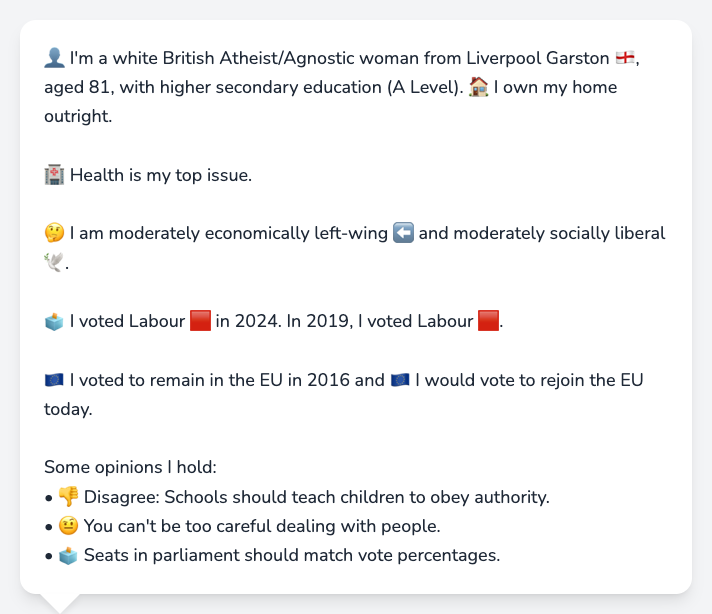 👤 I'm a white British Atheist/Agnostic woman from Liverpool Garston 🏴󠁧󠁢󠁥󠁮󠁧󠁿,
aged 81, with higher secondary education (A Level). 🏠 I own my home
outright.
🏥 Health is my top issue.
🤔 I am moderately economically left-wing ⬅️ and moderately socially liberal
🕊️.
🗳️ I voted Labour 🟥 in 2024. In 2019, I voted Labour 🟥.
🇪🇺 I voted to remain in the EU in 2016 and 🇪🇺 I would vote to rejoin the EU
today.
Some opinions I hold:
• 👎 Disagree: Schools should teach children to obey authority.
• 🤨 You can't be too careful dealing with people.
• 🗳️ Seats in parliament should match vote percentages.